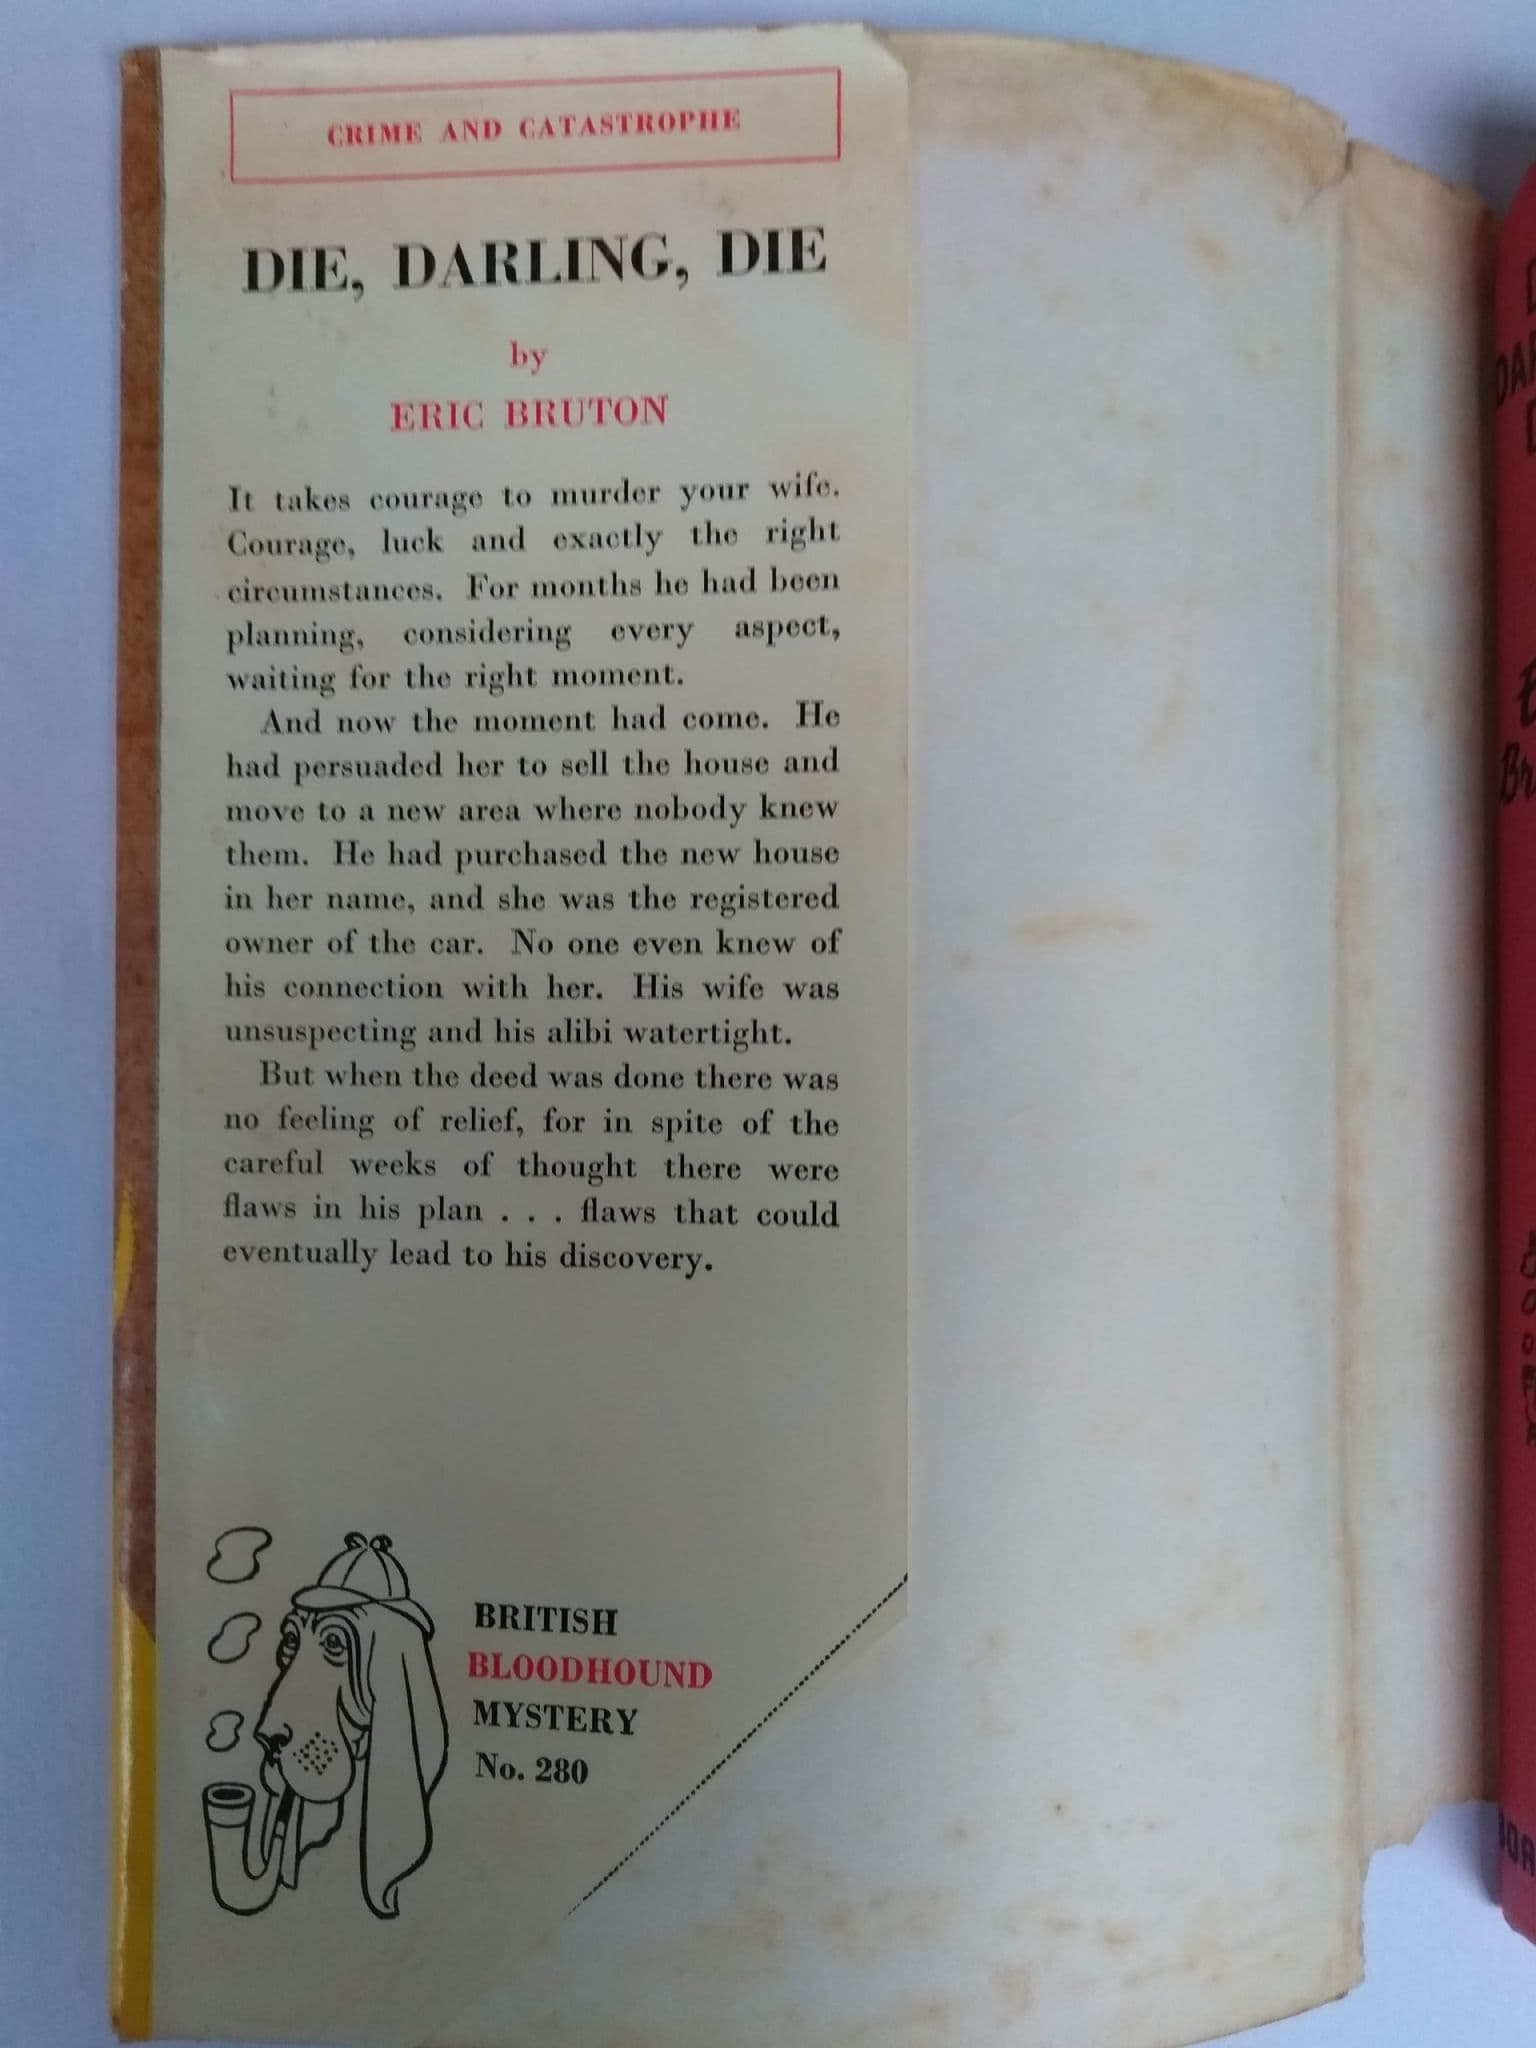 CRIME AND CATASTROPHE
DIE, DARLING, DIE
by
ERIC BRUTON
It takes courage to murder your wife.
Courage, luck and exactly the right
circumstances. For months he had been
planning, considering every aspect,
waiting for the right moment.
And now the moment had come. He
had persuaded her to sell the house and
move to a new area where nobody knew
them. He had purchased the new house
in her name, and she was the registered
owner of the car. No one even knew of
his connection with her. His wife was
unsuspecting and his alibi watertight.
But when the deed was done there was
no feeling of relief, for in spite of the
careful weeks of thought there were
flaws in his plan . . . flaws that could
eventually lead to his discovery.
BRITISH
BLOODHOUND
MYSTERY
No. 280